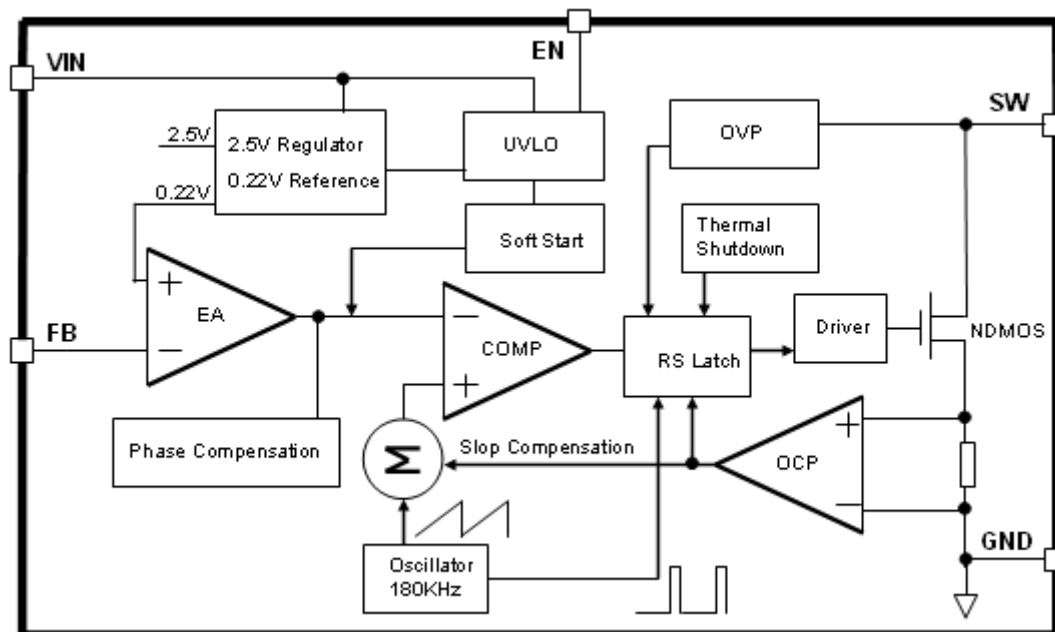 EN
VIN
SW
2.5V
2.5V Regulator
0.22V Reference
UVLO
OVP
0.22V
Soft Start
Thermal
Shutdown
+
EA
−
FB
−
COMP
+
RS Latch
Driver
NDMOS
Phase Compensation
Σ
Slop Compensation
+
OCP
−
GND
Oscillator
180KHz